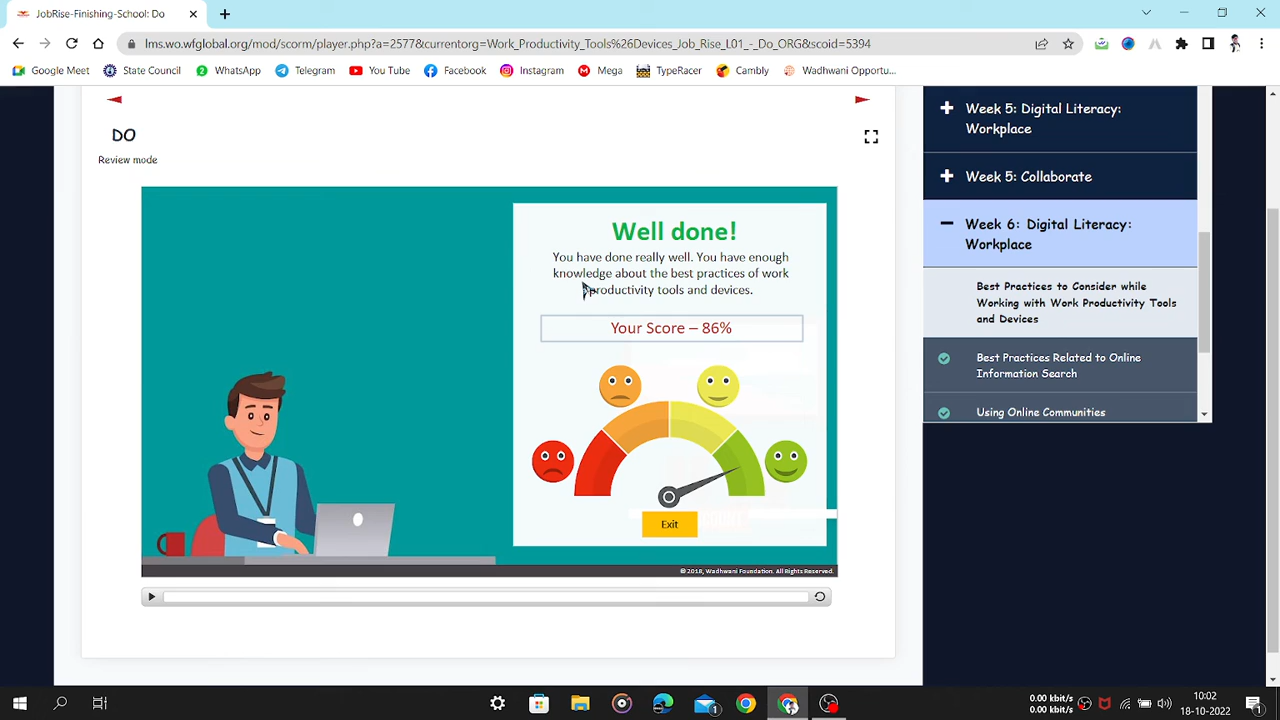 JobRise-Finishing-School: Do
lms.wo.wfglobal.org/mod/scorm/player.php?a=2577&currentorg=Work_Productivity_Tools%26Devices_Job_Rise_L01_-_Do_ORG&scoid=5394
Google Meet State Council WhatsApp Telegram You Tube Facebook Instagram Mega TypeRacer Cambly Wadhwani Opportu...
DO
Review mode
Well done!
You have done really well. You have enough
knowledge about the best practices of work
productivity tools and devices.
Your Score – 86%
Exit
© 2018, Wadhwani Foundation. All Rights Reserved.
Week 5: Digital Literacy:
Workplace
Week 5: Collaborate
Week 6: Digital Literacy:
Workplace
Best Practices to Consider while
Working with Work Productivity Tools
and Devices
Best Practices Related to Online
Information Search
Using Online Communities
0.00 kbit/s
0.00 kbit/s
10:02
18-10-2022